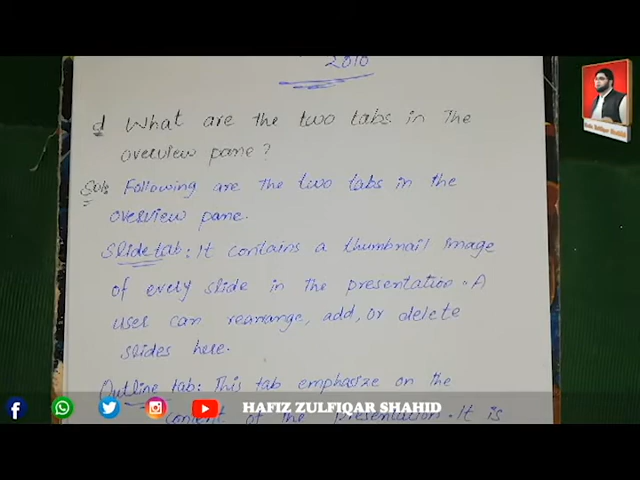 2010
d What are the two tabs in the
overview pane?
Following are the two tabs in the
overview pane.
Slide tab: It contains a thumbnail image
of every slide in the presentation. A
user can rearrange, add, or delete
slides here.
Outline tab: This tab emphasize on the
content of the presentation. It is
HAFIZ ZULFIQAR SHAHID